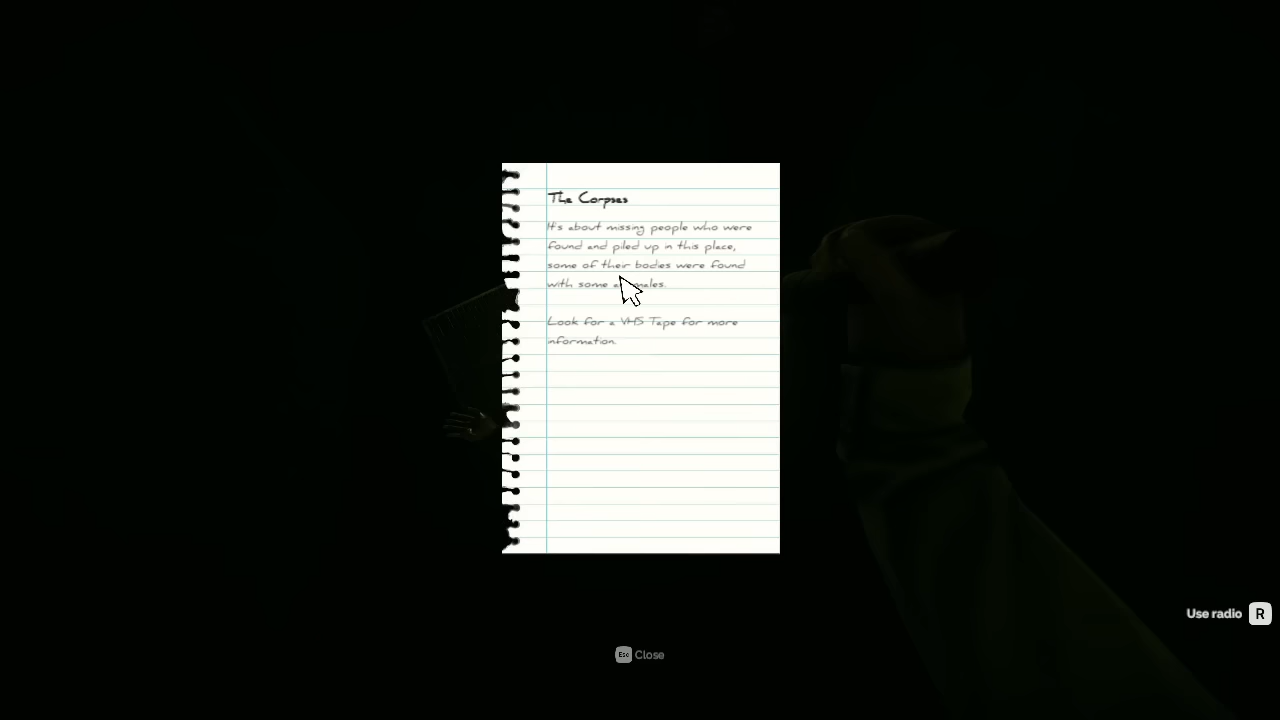 The Corpses
It's about missing people who were
found and piled up in this place,
some of their bodies were found
with some
Look for a VHS Tape for more
information.
Use radio R
Esc Close